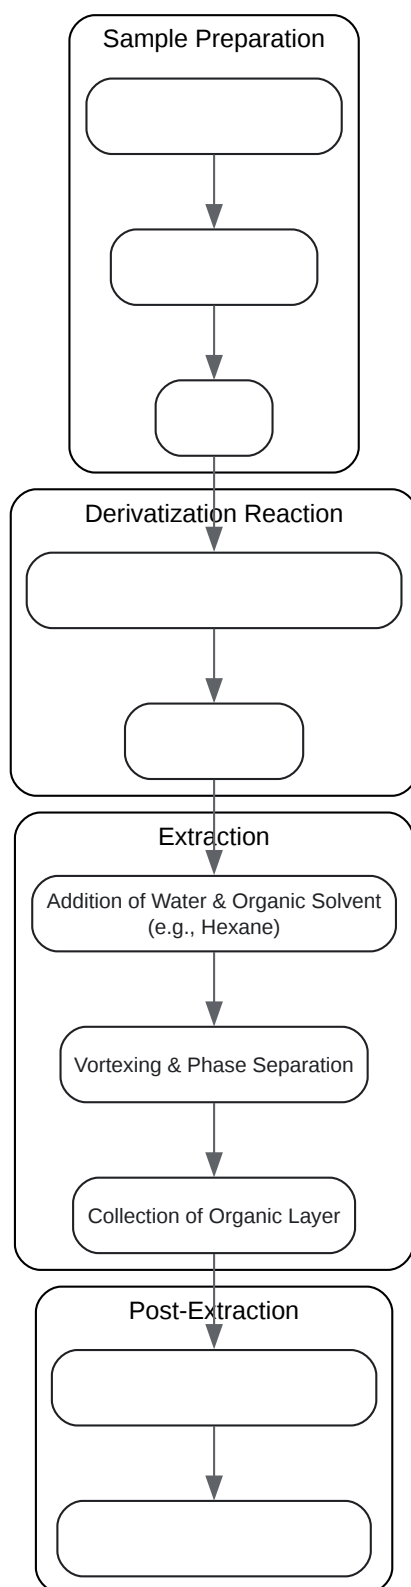 Sample Preparation
Derivatization Reaction
Extraction
Addition of Water & Organic Solvent
(e.g., Hexane)
Vortexing & Phase Separation
Collection of Organic Layer
Post-Extraction